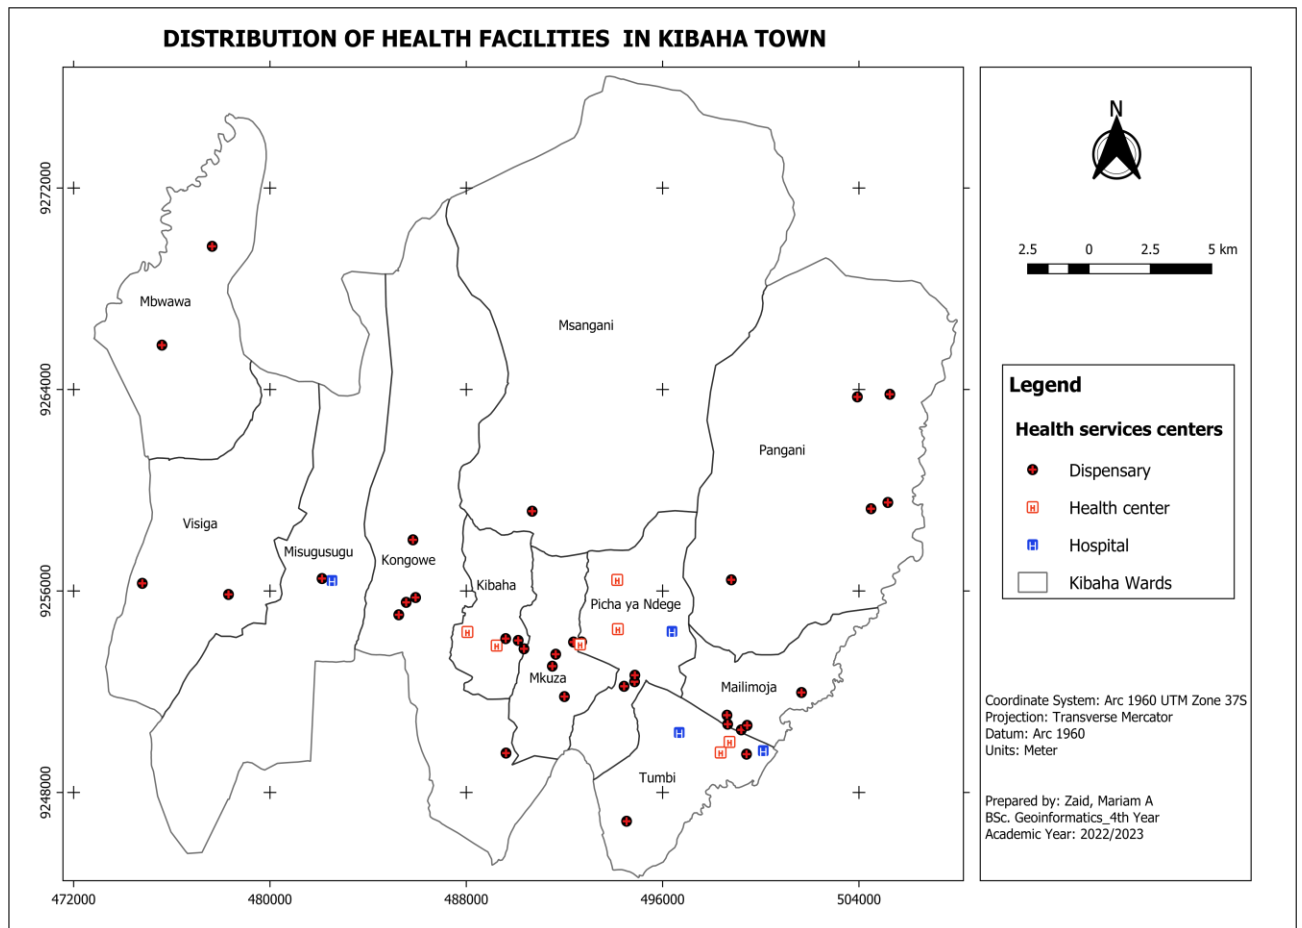 DISTRIBUTION OF HEALTH FACILITIES IN KIBAHA TOWN
N
2.5 0 2.5 5 km
9272000
9264000
9256000
9248000
472000 480000 488000 496000 504000
Mbwawa
Msangani
Pangani
Visiga
Misugusugu
Kongowe
Kibaha
Picha ya Ndege
Mkuza
Mailimoja
Tumbi
H
H
H
H
H
H
H
H
H
H
H
Legend
Health services centers
Dispensary
H Health center
H Hospital
Kibaha Wards
Coordinate System: Arc 1960 UTM Zone 37S
Projection: Transverse Mercator
Datum: Arc 1960
Units: Meter
Prepared by: Zaid, Mariam A
BSc. Geoinformatics_4th Year
Academic Year: 2022/2023